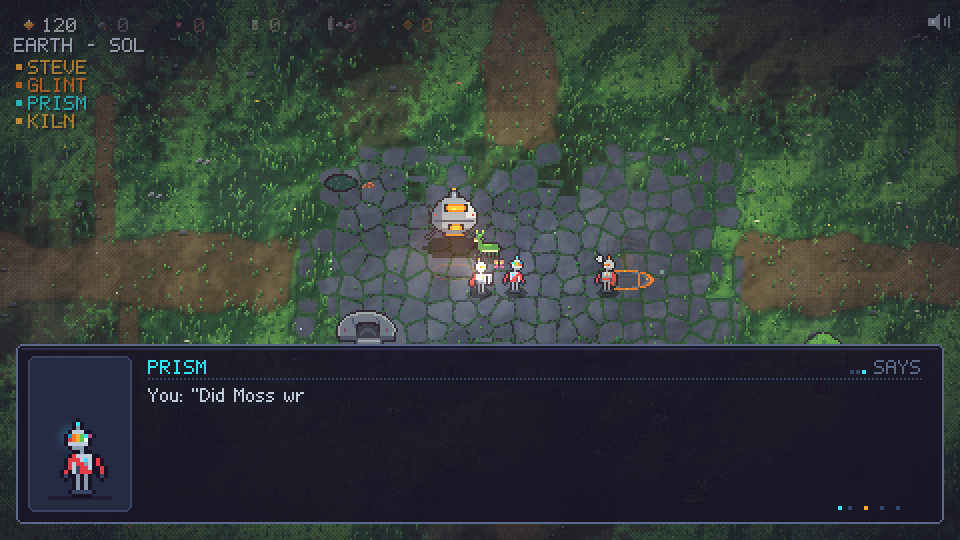 120 0 0 0 0 0
EARTH - SOL
STEVE
GLINT
PRISM
KILN
PRISM
SAYS
You: "Did Moss wr